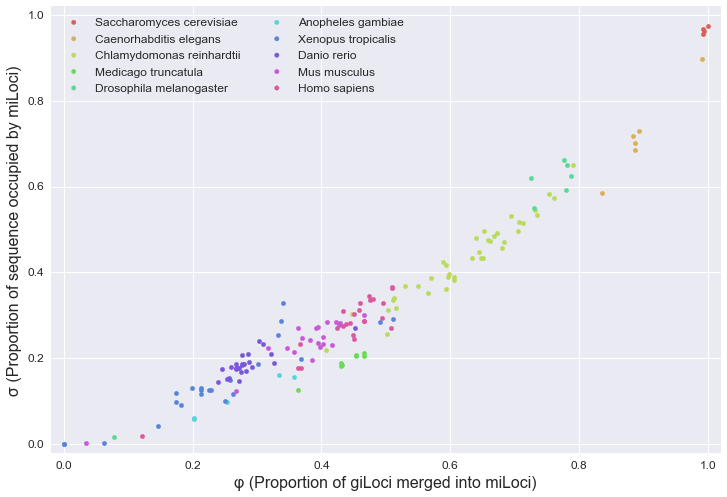 Saccharomyces cerevisiae
Caenorhabditis elegans
Chlamydomonas reinhardtii
Medicago truncatula
Drosophila melanogaster
Anopheles gambiae
Xenopus tropicalis
Danio rerio
Mus musculus
Homo sapiens
σ (Proportion of sequence occupied by miLoci)
1.0
0.8
0.6
0.4
0.2
0.0
0.0 0.2 0.4 0.6 0.8 1.0
φ (Proportion of giLoci merged into miLoci)